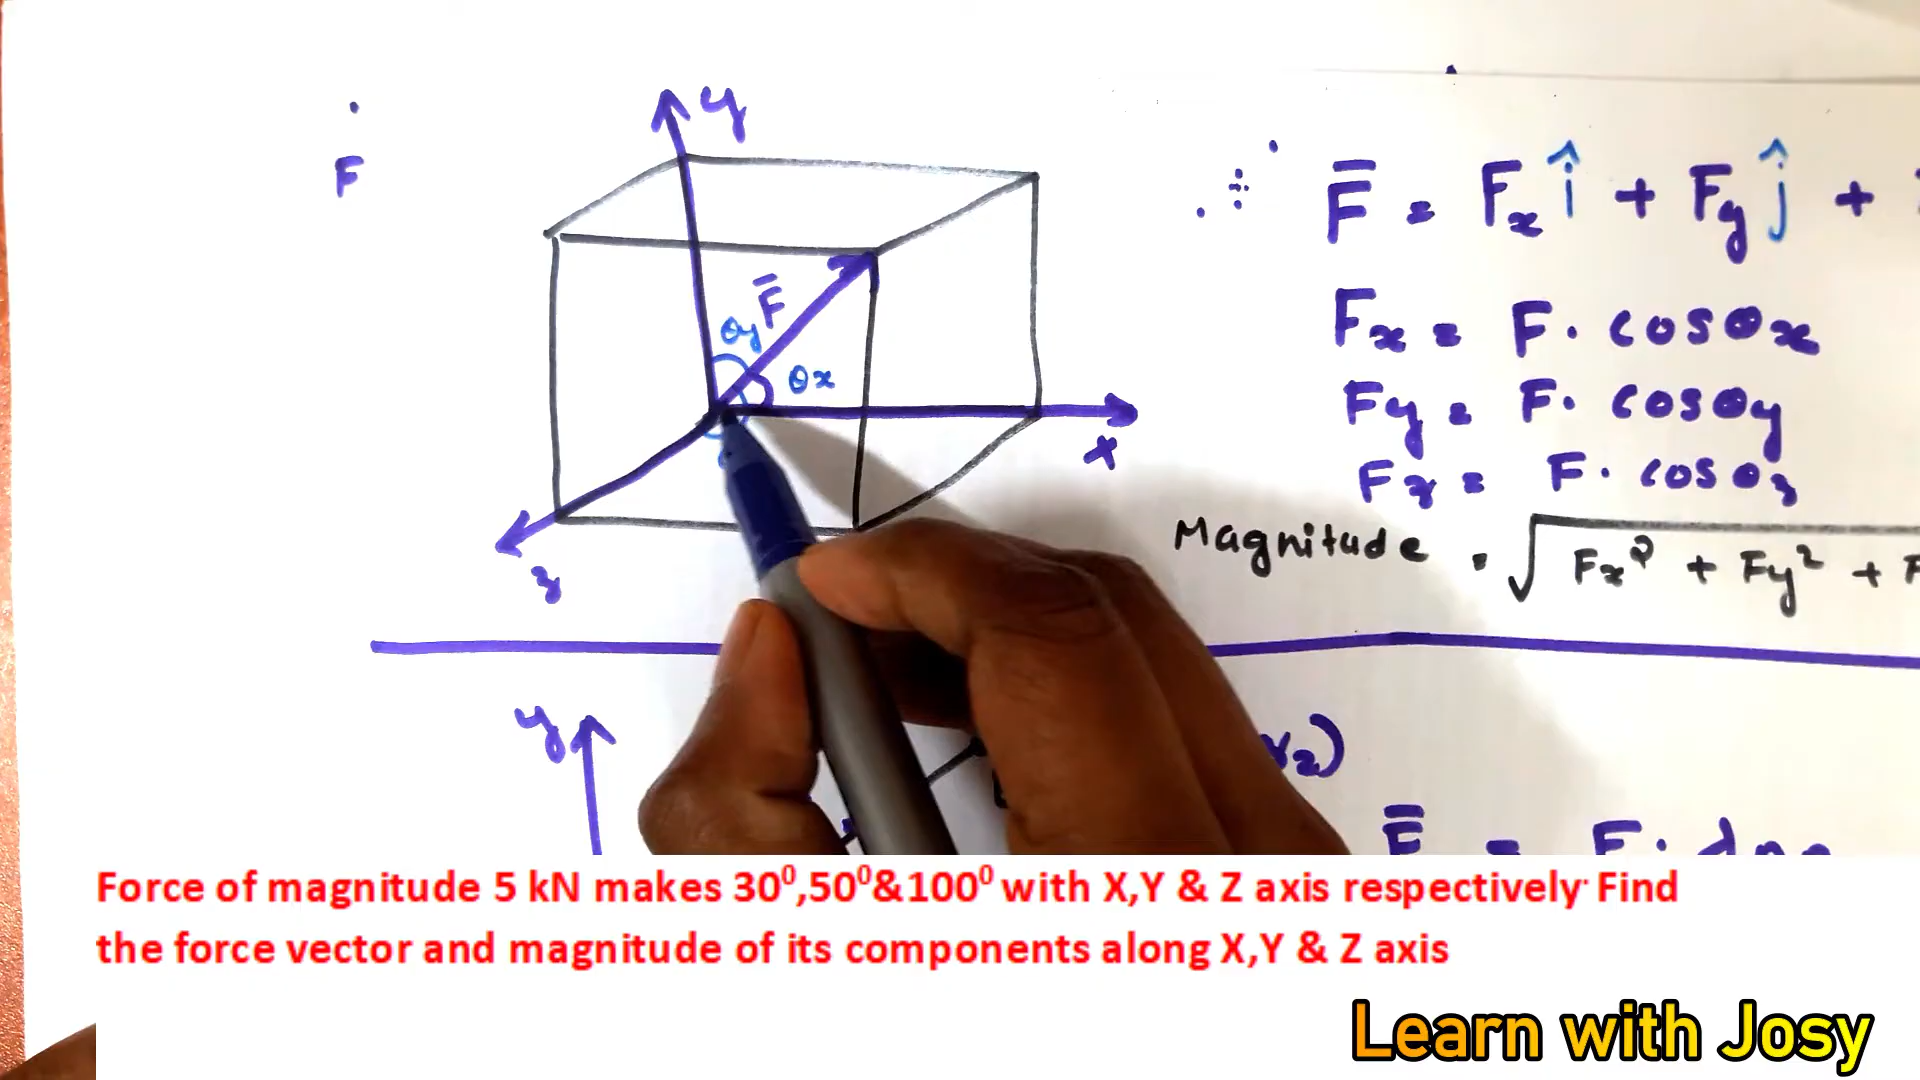 y
F
F̅ = Fx î + Fy ĵ +
F̅
θy
θx
x
z
Fx = F. cosθx
Fy = F. cosθy
Fz = F. cosθz
Magnitude = √Fx² + Fy² + F
y
F̅ = F.
Force of magnitude 5 kN makes 30⁰,50⁰&100⁰ with X,Y & Z axis respectively. Find
the force vector and magnitude of its components along X,Y & Z axis
Learn with Josy